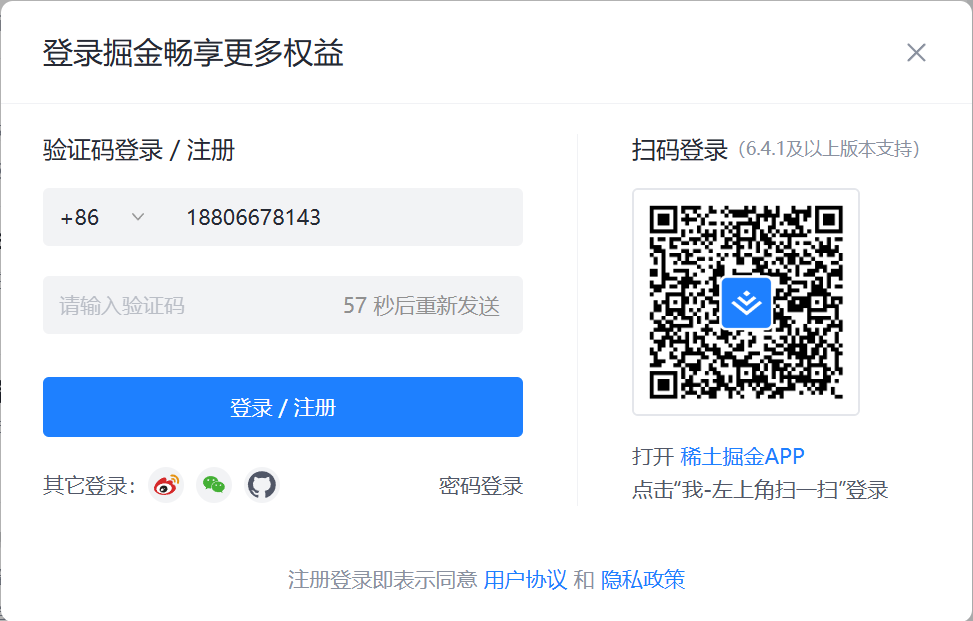 登录掘金畅享更多权益
验证码登录 / 注册
+86 18806678143
请输入验证码 57 秒后重新发送
登录 / 注册
其它登录： 密码登录
扫码登录（6.4.1及以上版本支持）
打开 稀土掘金APP
点击“我-左上角扫一扫”登录
注册登录即表示同意 用户协议 和 隐私政策